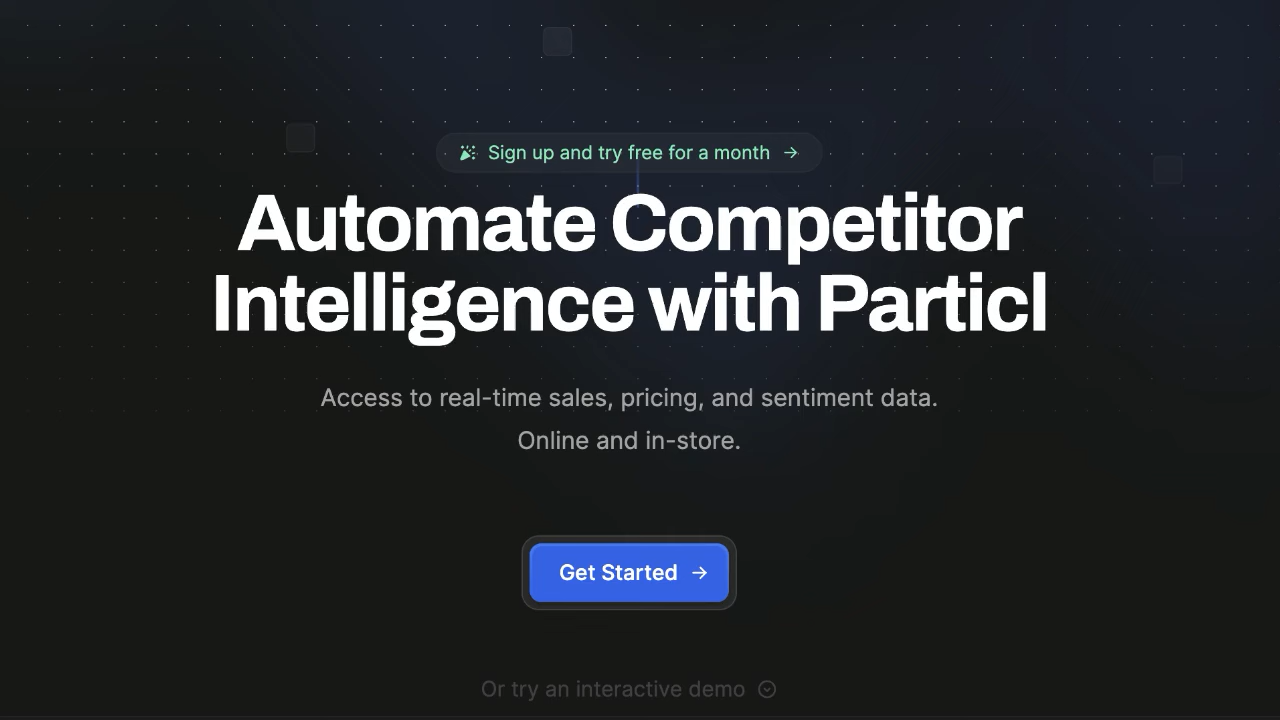 Sign up and try free for a month
Automate Competitor
Intelligence with Particl
Access to real-time sales, pricing, and sentiment data.
Online and in-store.
Get Started
Or try an interactive demo